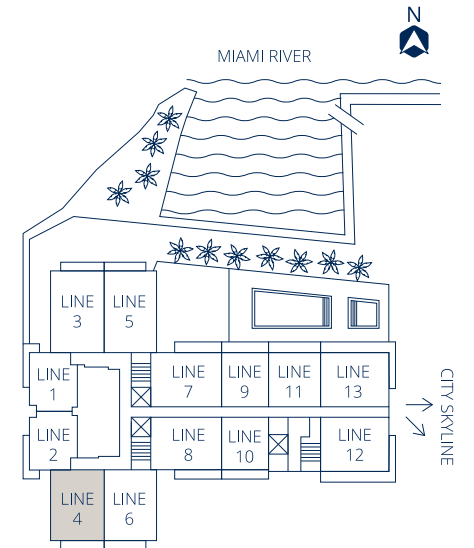 N
MIAMI RIVER
LINE
3
LINE
5
LINE
1
LINE
7
LINE
9
LINE
11
LINE
13
CITY SKYLINE
LINE
2
LINE
8
LINE
10
LINE
12
LINE
4
LINE
6